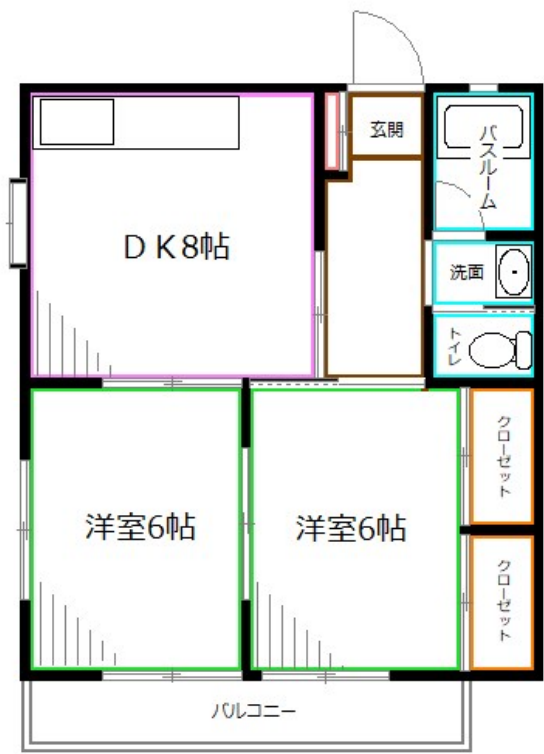 玄関
バスルーム
DK8帖
洗面
トイレ
クローゼット
洋室6帖
洋室6帖
クローゼット
バルコニー